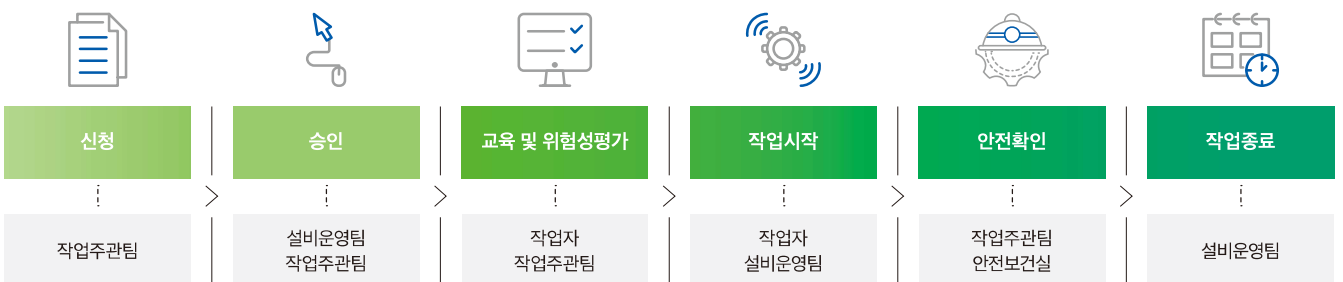 신청
승인
교육 및 위험성평가
작업시작
안전확인
작업종료
작업주관팀
설비운영팀
작업주관팀
작업자
작업주관팀
작업자
설비운영팀
작업주관팀
안전보건실
설비운영팀